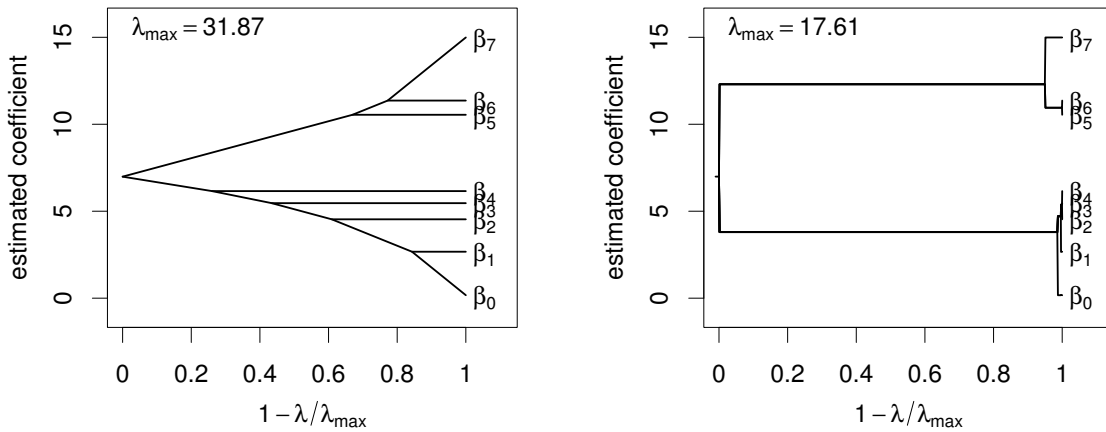 λmax = 31.87
estimated coefficient
15
10
5
0
β7
β6
β5
β4
β3
β2
β1
β0
0 0.2 0.4 0.6 0.8 1
1 − λ/λmax
λmax = 17.61
estimated coefficient
15
10
5
0
β7
β6
β5
β4
β3
β2
β1
β0
0 0.2 0.4 0.6 0.8 1
1 − λ/λmax